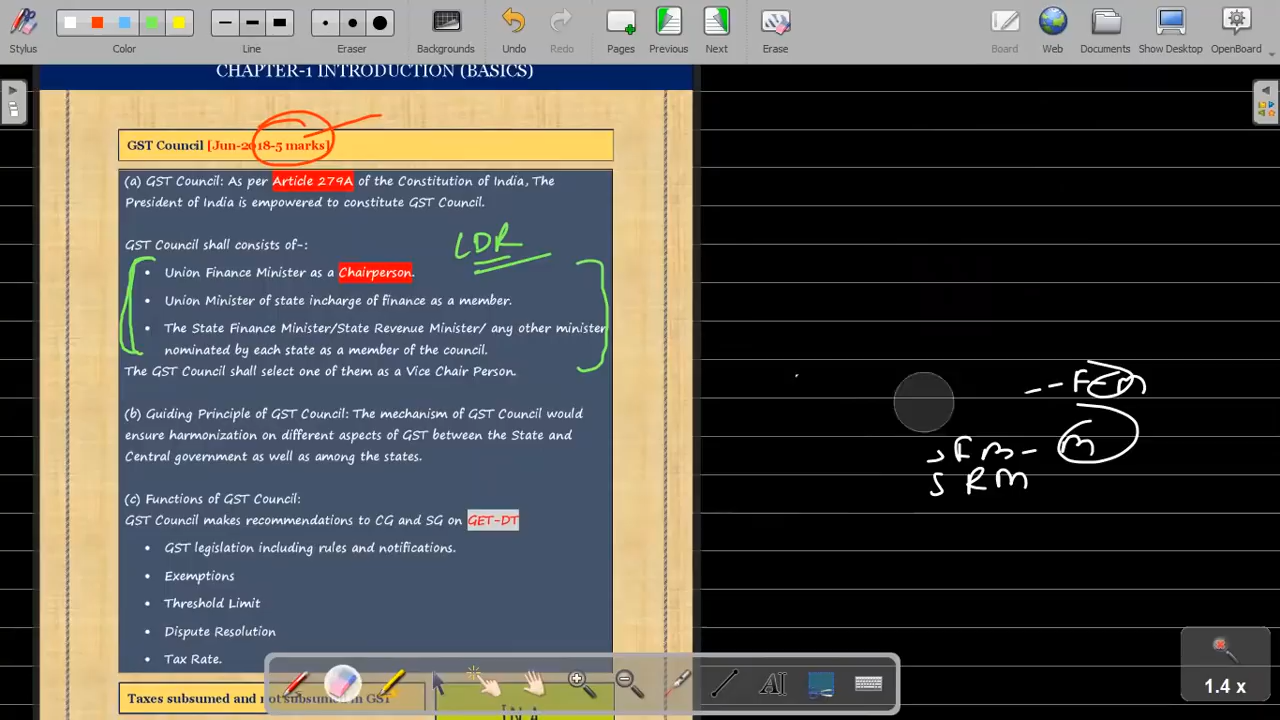 Stylus Color Line Eraser Backgrounds Undo Redo Pages Previous Next Erase Board Web Documents Show Desktop OpenBoard
CHAPTER-1 INTRODUCTION (BASICS)
GST Council [Jun-2018-5 marks]
(a) GST Council: As per Article 279A of the Constitution of India, The
President of India is empowered to constitute GST Council.
LDR
GST Council shall consists of-:
• Union Finance Minister as a Chairperson.
• Union Minister of state incharge of finance as a member.
• The State Finance Minister/State Revenue Minister/ any other minister
nominated by each state as a member of the council.
The GST Council shall select one of them as a Vice Chair Person.
(b) Guiding Principle of GST Council: The mechanism of GST Council would
ensure harmonization on different aspects of GST between the State and
Central government as well as among the states.
(c) Functions of GST Council:
GST Council makes recommendations to CG and SG on GET-DT
• GST legislation including rules and notifications.
• Exemptions
• Threshold Limit
• Dispute Resolution
• Tax Rate.
Taxes subsumed and not subsumed in GST
FM - m
S R M
1.4 x